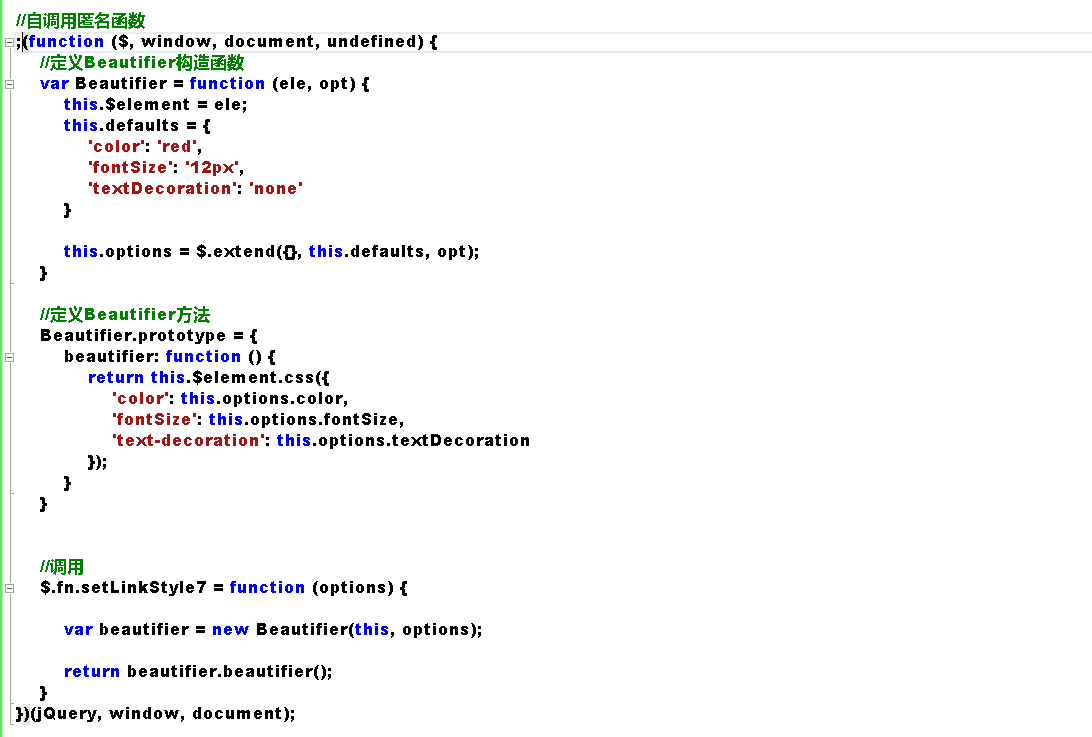 //自调用匿名函数
;(function ($, window, document, undefined) {
//定义Beautifier构造函数
var Beautifier = function (ele, opt) {
this.$element = ele;
this.defaults = {
'color': 'red',
'fontSize': '12px',
'textDecoration': 'none'
}
this.options = $.extend({}, this.defaults, opt);
}
//定义Beautifier方法
Beautifier.prototype = {
beautifier: function () {
return this.$element.css({
'color': this.options.color,
'fontSize': this.options.fontSize,
'text-decoration': this.options.textDecoration
});
}
}
//调用
$.fn.setLinkStyle7 = function (options) {
var beautifier = new Beautifier(this, options);
return beautifier.beautifier();
}
})(jQuery, window, document);